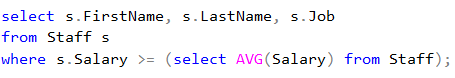 select s.FirstName, s.LastName, s.Job
from Staff s
where s.Salary >= (select AVG(Salary) from Staff);